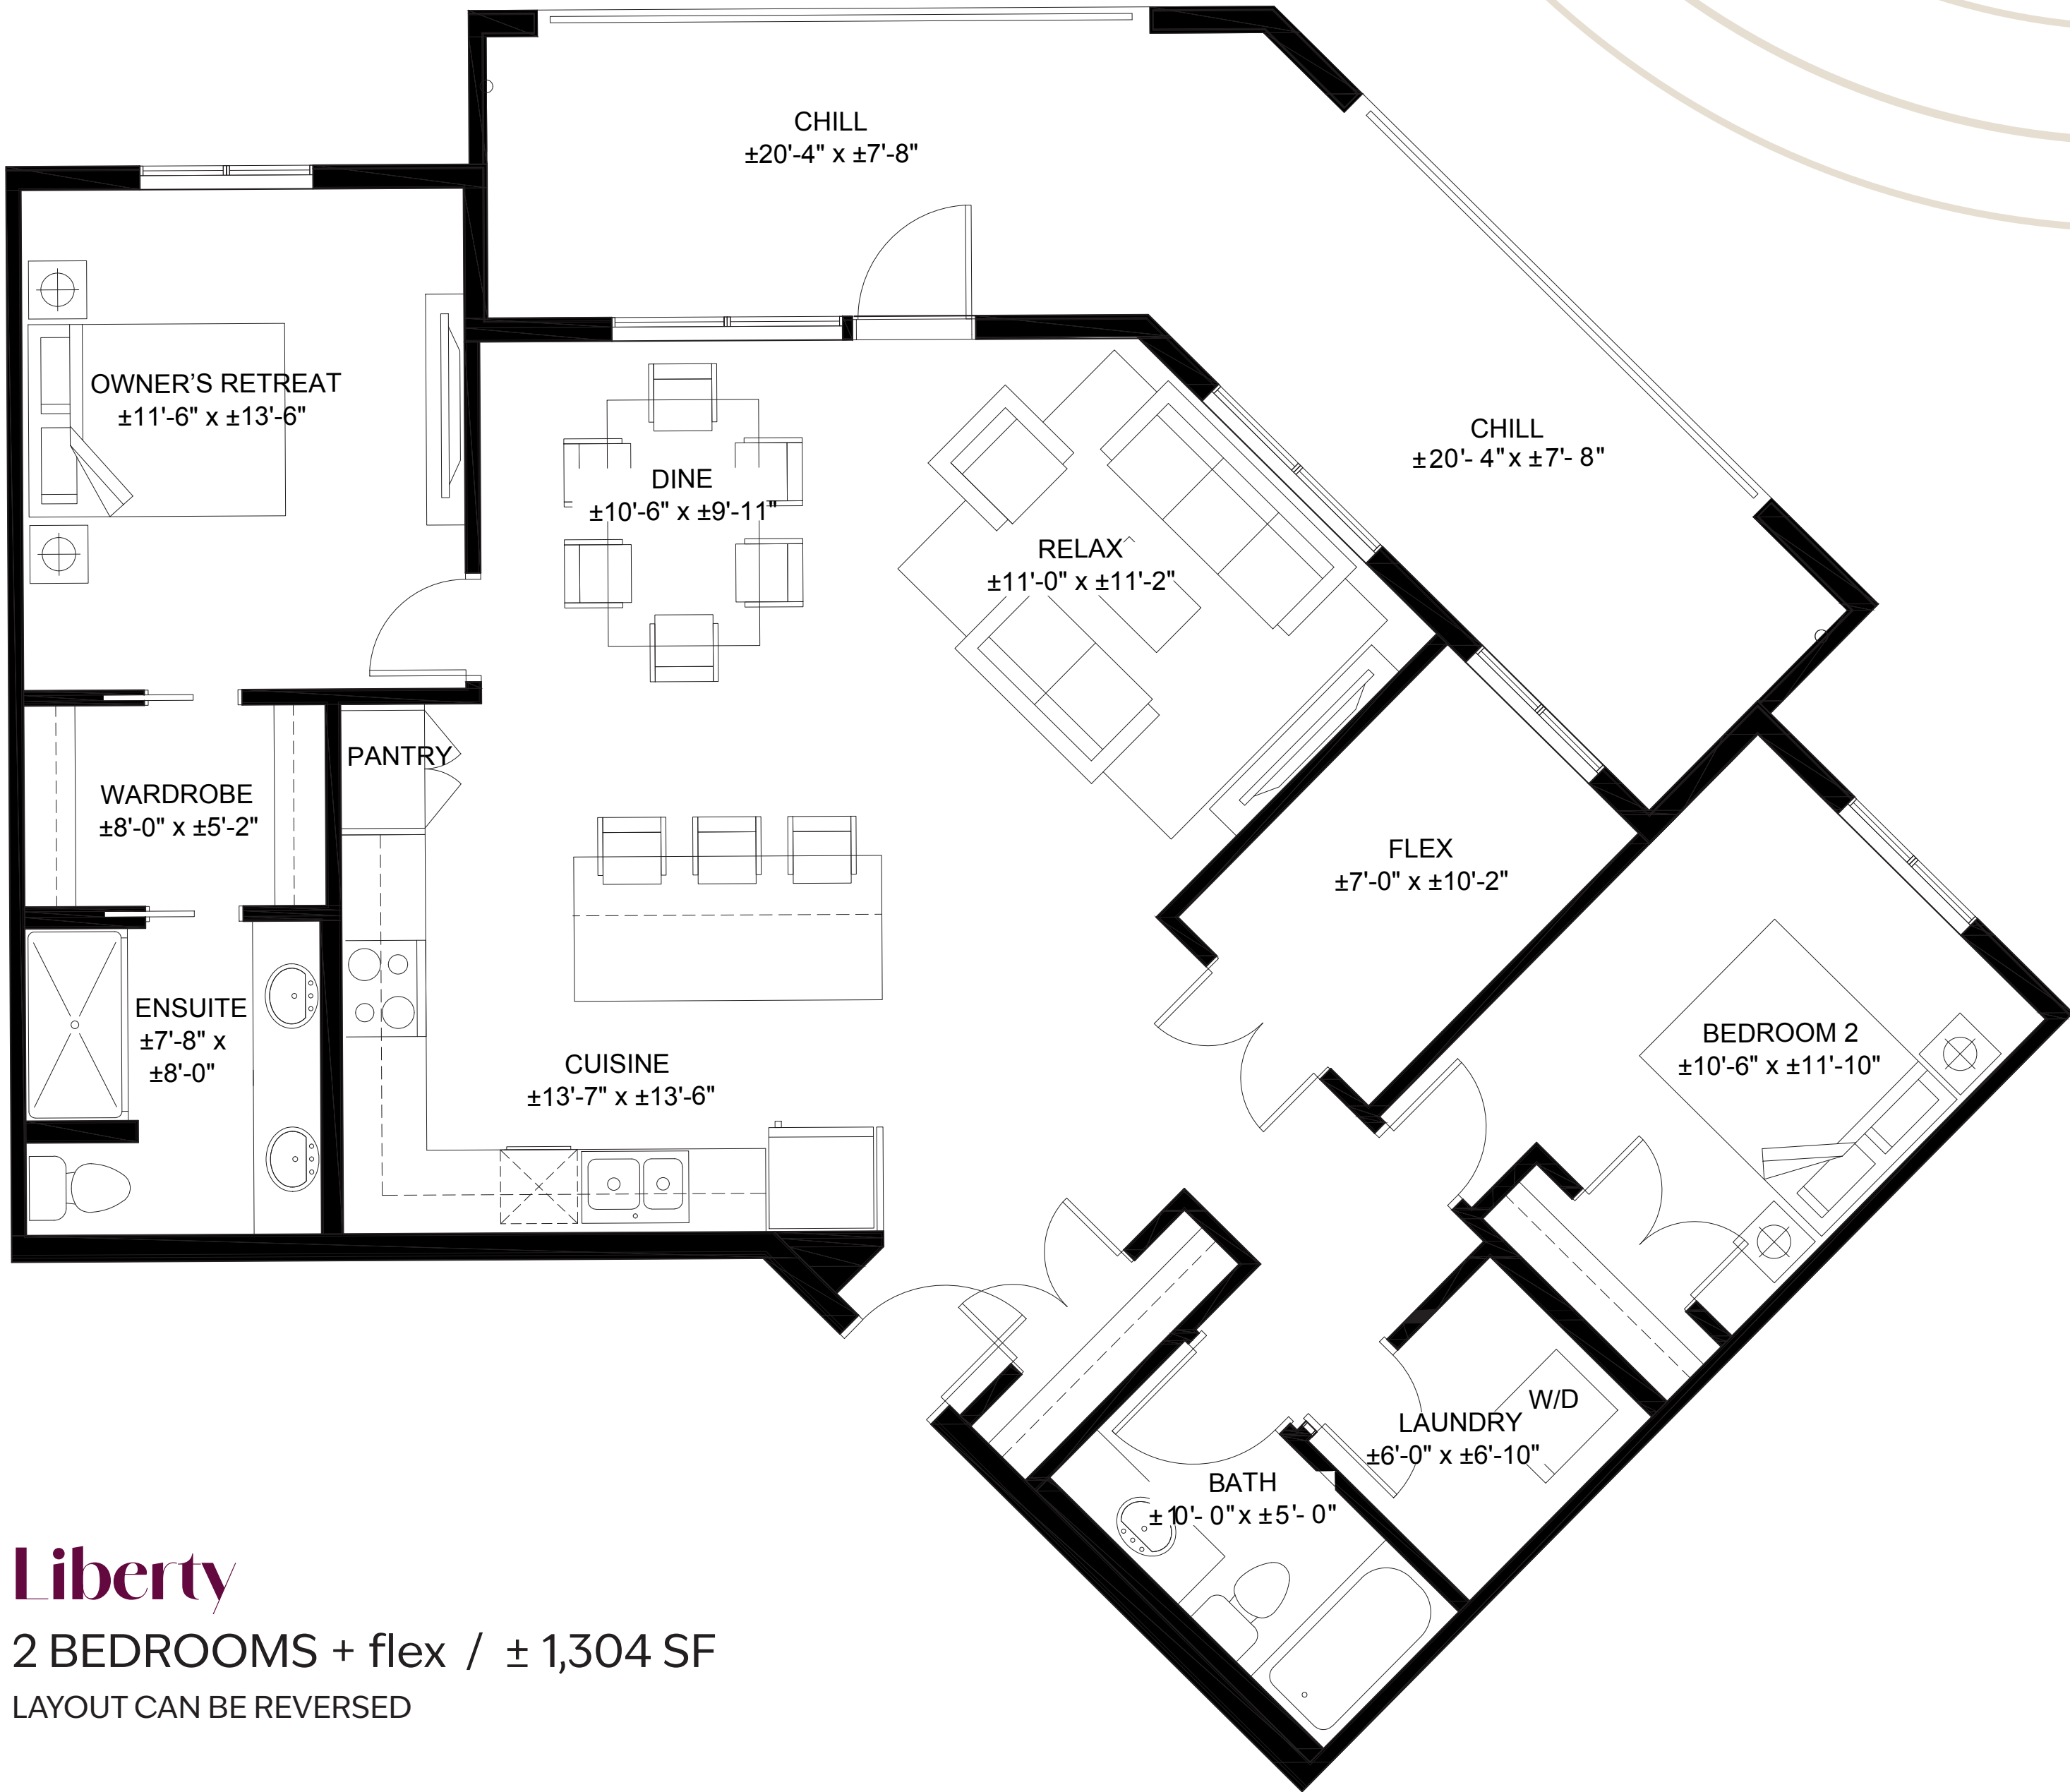 CHILL
±20'-4" x ±7'-8"
OWNER'S RETREAT
±11'-6" x ±13'-6"
DINE
±10'-6" x ±9'-11"
RELAX
±11'-0" x ±11'-2"
CHILL
±20'- 4" x ±7'- 8"
PANTRY
WARDROBE
±8'-0" x ±5'-2"
FLEX
±7'-0" x ±10'-2"
ENSUITE
±7'-8" x
±8'-0"
CUISINE
±13'-7" x ±13'-6"
BEDROOM 2
±10'-6" x ±11'-10"
W/D
LAUNDRY
±6'-0" x ±6'-10"
BATH
±10'- 0" x ±5'- 0"
Liberty
2 BEDROOMS + flex / ± 1,304 SF
LAYOUT CAN BE REVERSED